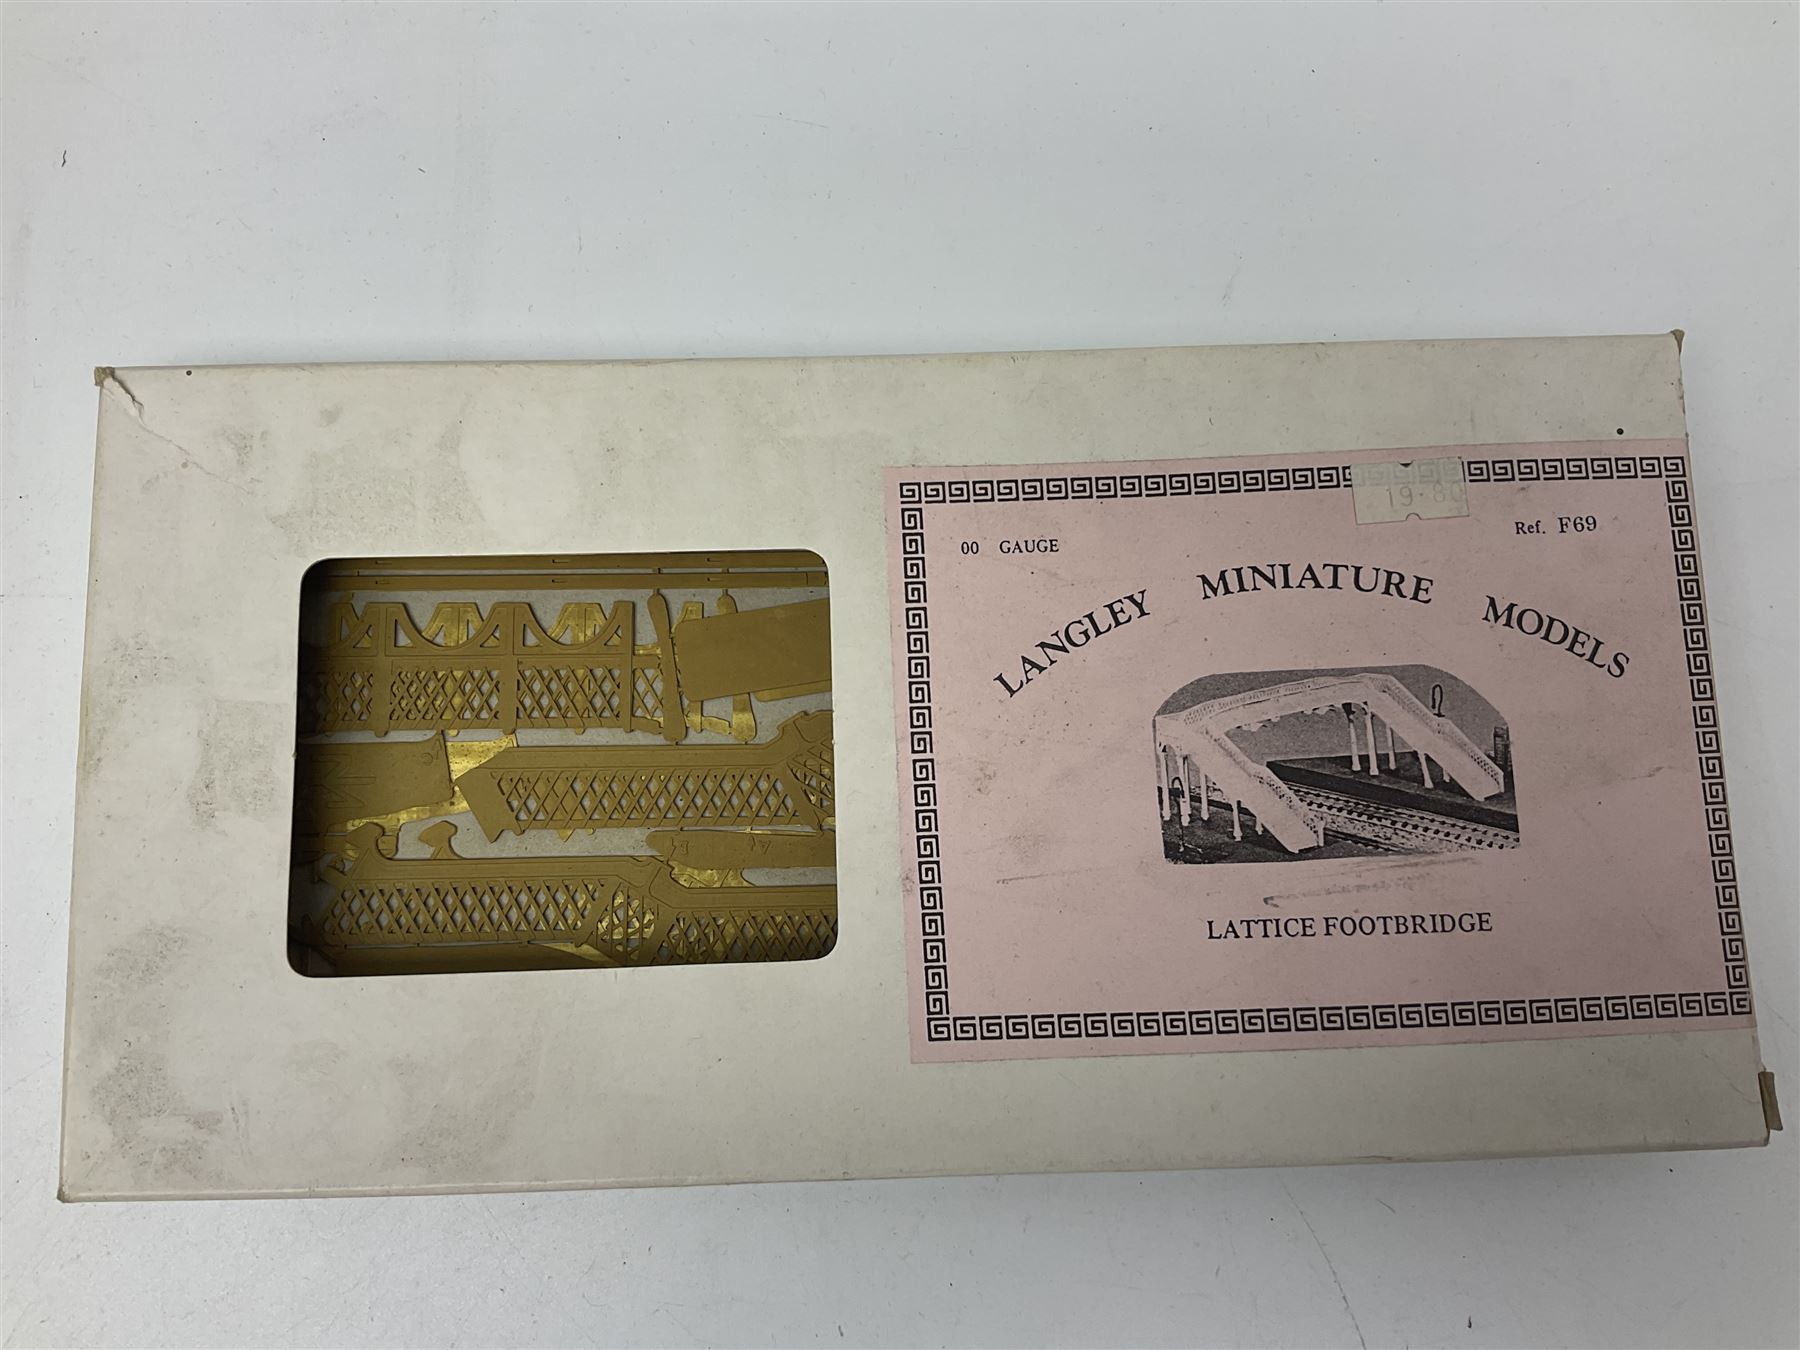 19.80
00 GAUGE
Ref. F69
LANGLEY MINIATURE MODELS
LATTICE FOOTBRIDGE